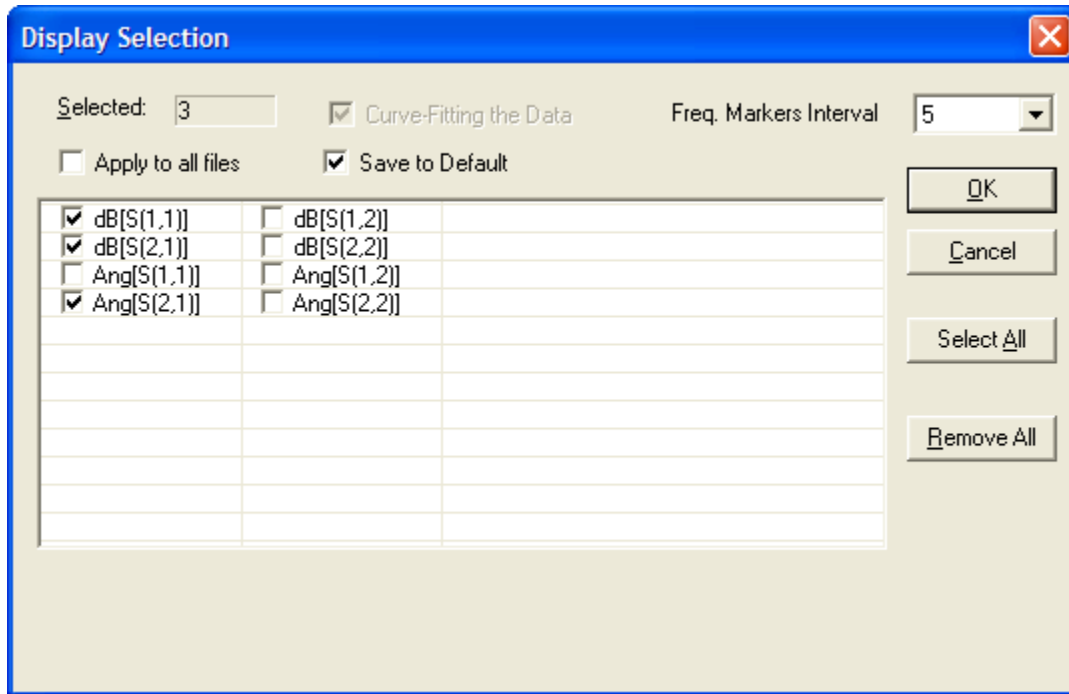 Display Selection
Selected: 3 Curve-Fitting the Data Freq. Markers Interval 5
Apply to all files Save to Default
OK
dB[S(1,1)] dB[S(1,2)]
dB[S(2,1)] dB[S(2,2)]
Cancel
Ang[S(1,1)] Ang[S(1,2)]
Ang[S(2,1)] Ang[S(2,2)]
Select All
Remove All